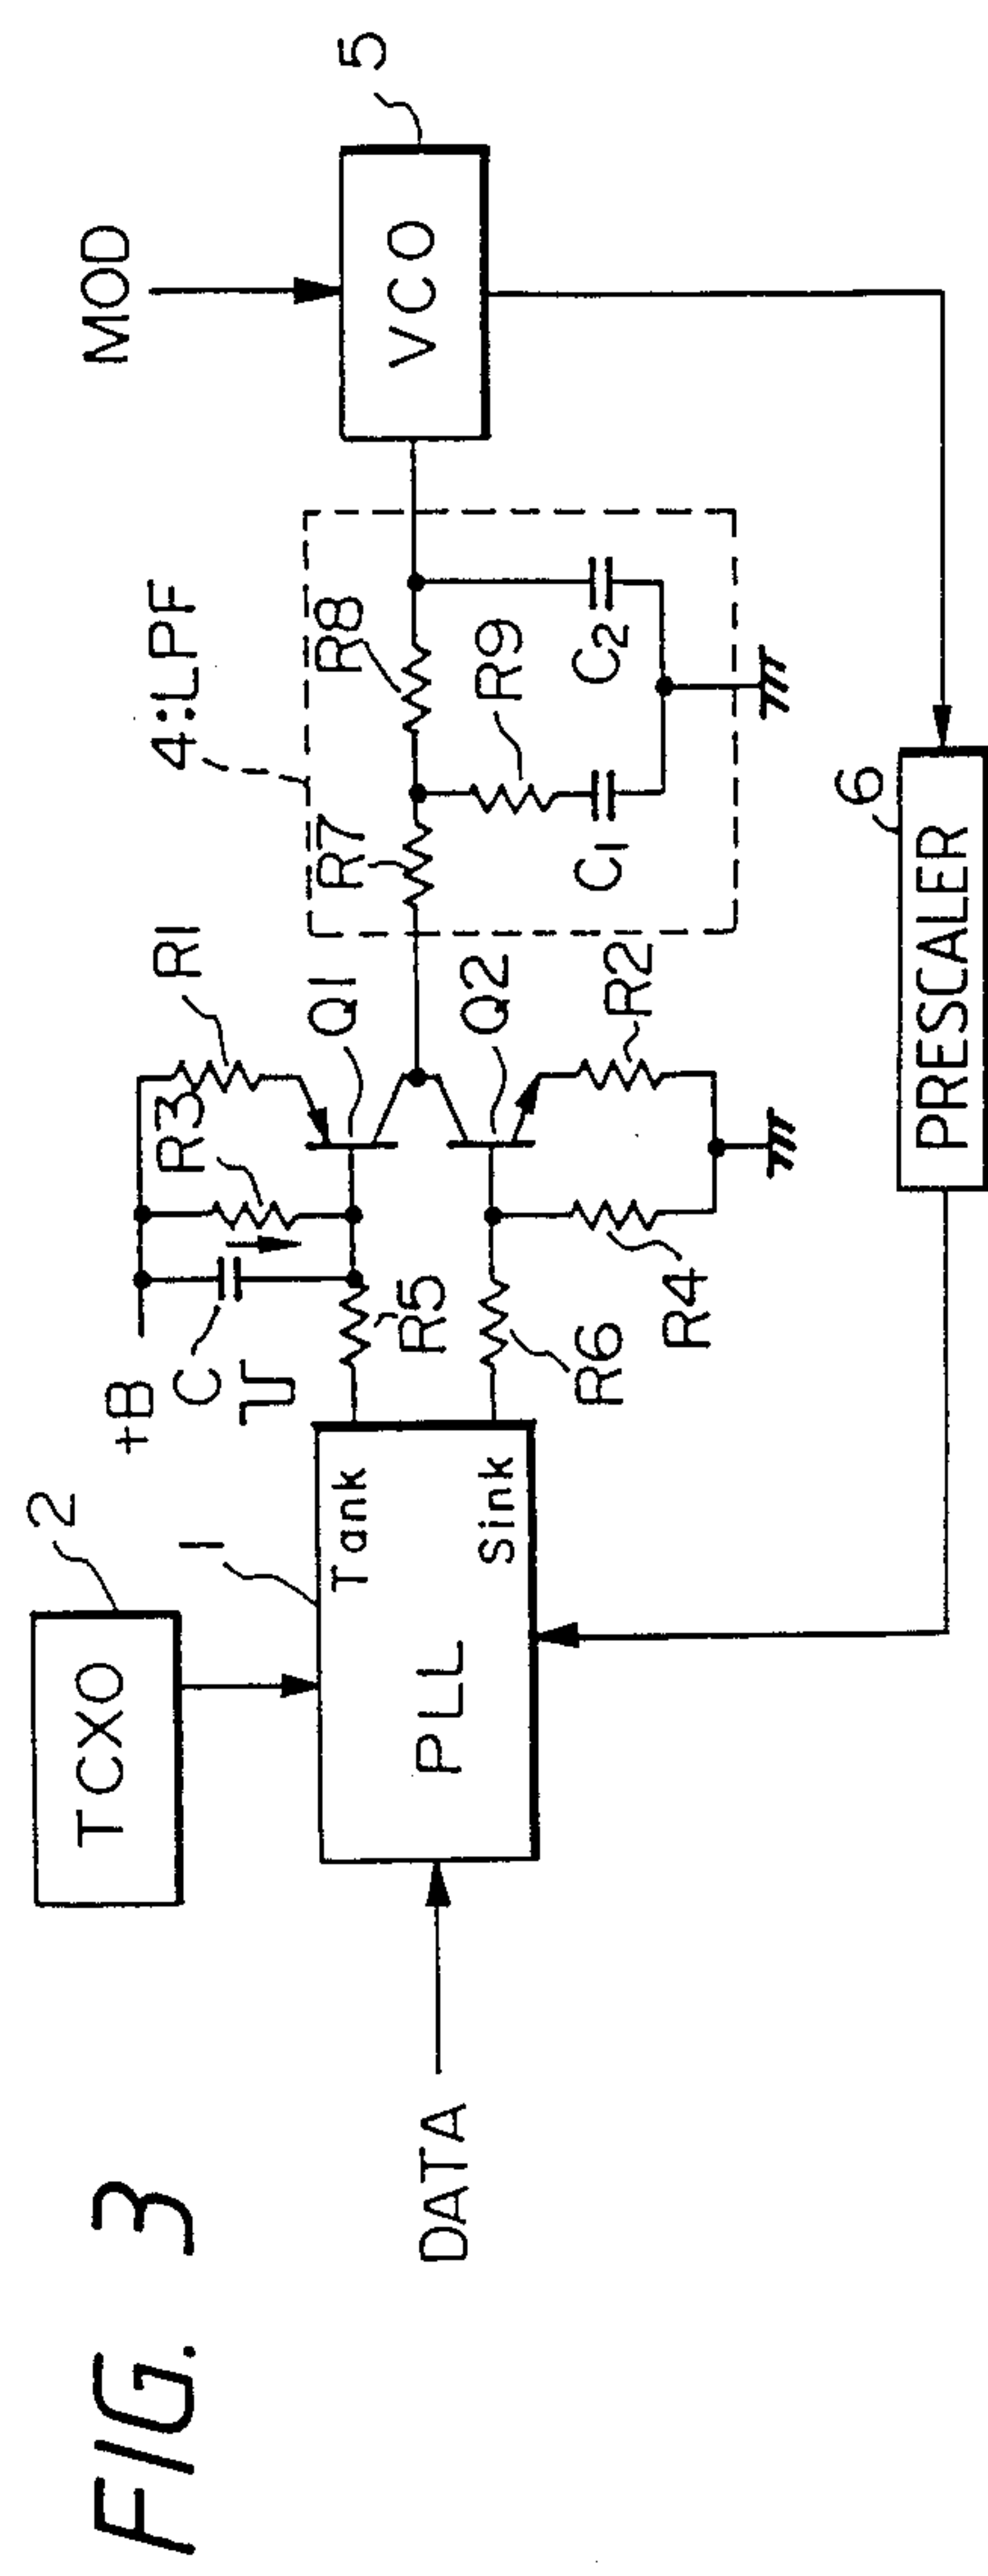 FIG. 3
TCXO
2
+B
C
R3
R1
4:LPF
MOD
1
DATA
PLL
Tank
Sink
R5
R6
R4
Q1
Q2
R2
R7
R8
R9
C1
C2
VCO
5
6
PRESCALER